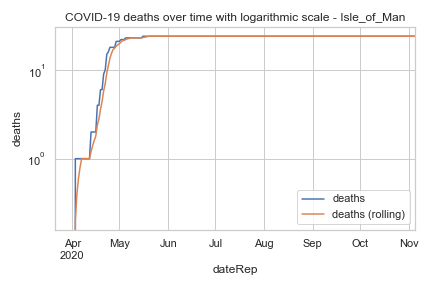 COVID-19 deaths over time with logarithmic scale - Isle_of_Man
deaths
10¹
10⁰
deaths
deaths (rolling)
Apr May Jun Jul Aug Sep Oct Nov
2020
dateRep